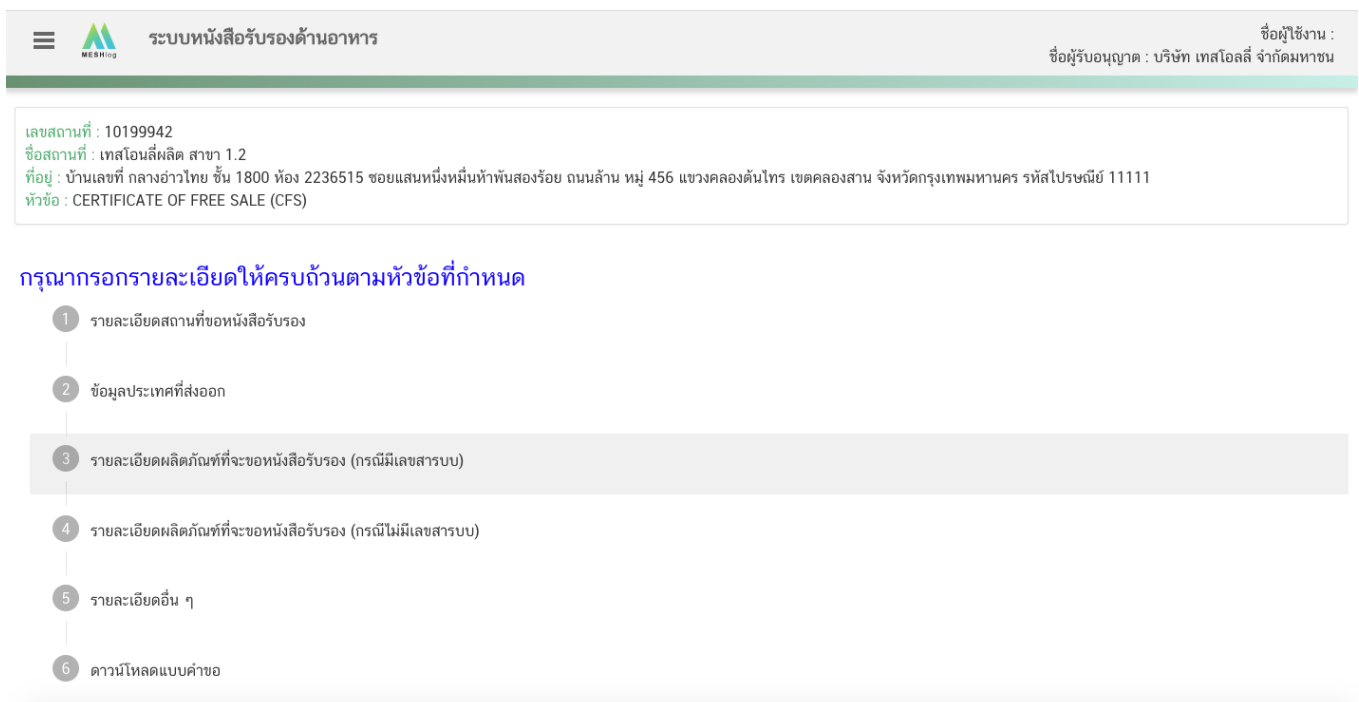 ระบบหนังสือรับรองด้านอาหาร
MESHlog
ชื่อผู้ใช้งาน :
ชื่อผู้รับอนุญาต : บริษัท เทสโอลลี่ จำกัดมหาชน
เลขสถานที่ : 10199942
ชื่อสถานที่ : เทสโอนลี่ผลิต สาขา 1.2
ที่อยู่ : บ้านเลขที่ กลางอ่าวไทย ชั้น 1800 ห้อง 2236515 ซอยแสนหนึ่งหมื่นห้าพันสองร้อย ถนนล้าน หมู่ 456 แขวงคลองต้นไทร เขตคลองสาน จังหวัดกรุงเทพมหานคร รหัสไปรษณีย์ 11111
หัวข้อ : CERTIFICATE OF FREE SALE (CFS)
กรุณากรอกรายละเอียดให้ครบถ้วนตามหัวข้อที่กำหนด
1 รายละเอียดสถานที่ขอหนังสือรับรอง
2 ข้อมูลประเทศที่ส่งออก
3 รายละเอียดผลิตภัณฑ์ที่จะขอหนังสือรับรอง (กรณีมีเลขสารบบ)
4 รายละเอียดผลิตภัณฑ์ที่จะขอหนังสือรับรอง (กรณีไม่มีเลขสารบบ)
5 รายละเอียดอื่น ๆ
6 ดาวน์โหลดแบบคำขอ